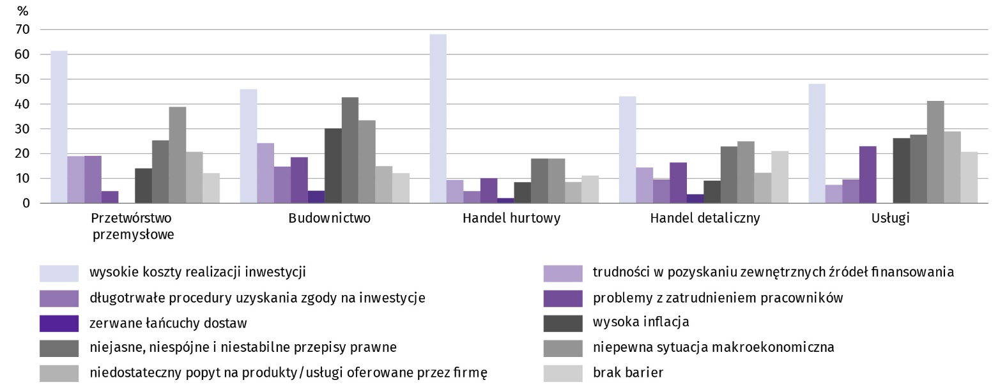 %
70
60
50
40
30
20
10
0
Przetwórstwo
przemysłowe
Budownictwo
Handel hurtowy
Handel detaliczny
Usługi
wysokie koszty realizacji inwestycji
trudności w pozyskaniu zewnętrznych źródeł finansowania
długotrwałe procedury uzyskania zgody na inwestycje
problemy z zatrudnieniem pracowników
zerwane łańcuchy dostaw
wysoka inflacja
niejasne, niespójne i niestabilne przepisy prawne
niepewna sytuacja makroekonomiczna
niedostateczny popyt na produkty/usługi oferowane przez firmę
brak barier